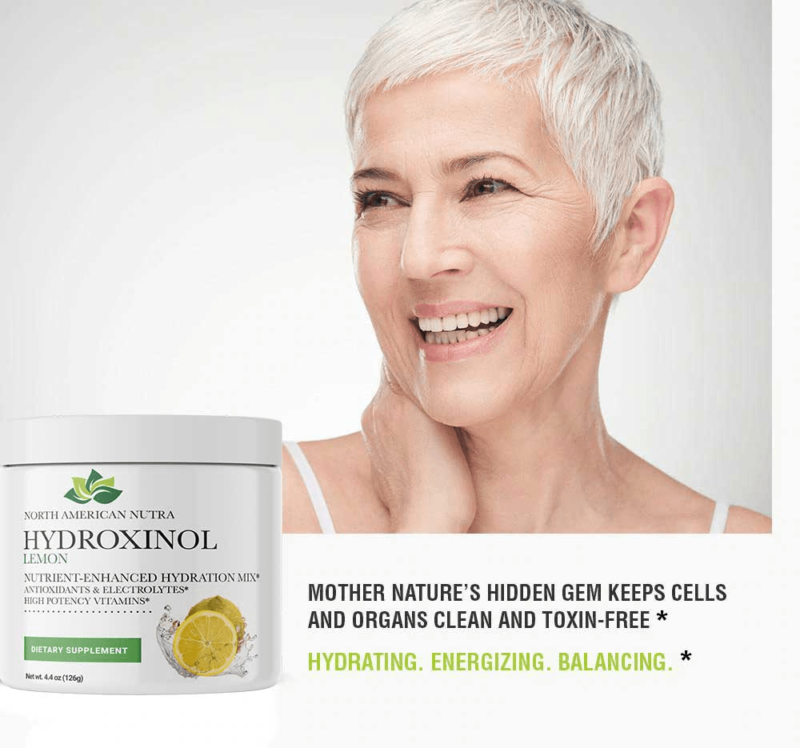 NORTH AMERICAN NUTRA
HYDROXINOL
LEMON
NUTRIENT-ENHANCED HYDRATION MIX*
ANTIOXIDANTS & ELECTROLYTES*
HIGH POTENCY VITAMINS*
DIETARY SUPPLEMENT
Net wt. 4.4 oz (126g)
MOTHER NATURE'S HIDDEN GEM KEEPS CELLS
AND ORGANS CLEAN AND TOXIN-FREE *
HYDRATING. ENERGIZING. BALANCING. *